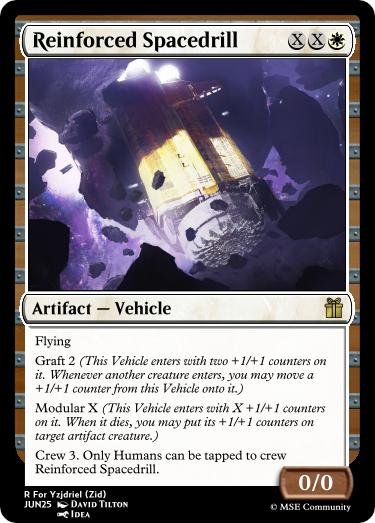 Reinforced Spacedrill XX
Artifact — Vehicle
Flying
Graft 2 (This Vehicle enters with two +1/+1 counters on
it. Whenever another creature enters, you may move a
+1/+1 counter from this Vehicle onto it.)
Modular X (This Vehicle enters with X +1/+1 counters
on it. When it dies, you may put its +1/+1 counters on
target artifact creature.)
Crew 3. Only Humans can be tapped to crew
Reinforced Spacedrill.
0/0
R For Yzjdriel (Zid)
JUN25 David Tilton
Idea
© MSE Community